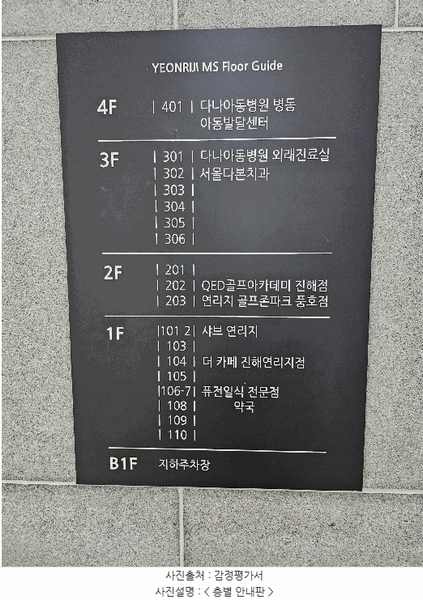 YEONRIJI MS Floor Guide
4F | 401 | 다나아동병원 병동
아동발달센터
3F | 301 | 다나아동병원 외래진료실
| 302 | 서울다본치과
| 303 |
| 304 |
| 305 |
| 306 |
2F | 201 |
| 202 | QED골프아카데미 진해점
| 203 | 연리지 골프존파크 풍호점
1F |101 2| 샤브 연리지
| 103 |
| 104 | 더 카페 진해연리지점
| 105 |
|106-7| 퓨전일식 전문점
| 108 | 약국
| 109 |
| 110 |
B1F 지하주차장
사진출처 : 감정평가서
사진설명 : < 층별 안내판 >